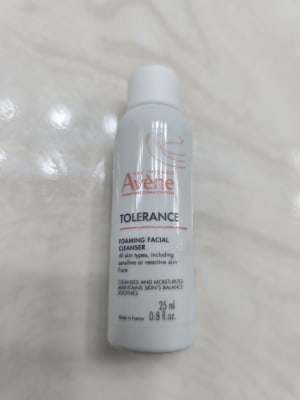 Avène
TOLERANCE
FOAMING FACIAL
CLEANSER
All skin types, including
sensitive or reactive skin
Face
CLEANSES AND MOISTURIZES
MAINTAINS SKIN'S BALANCE
SOOTHES
25 ml
Made in France 0.8 fl.oz.